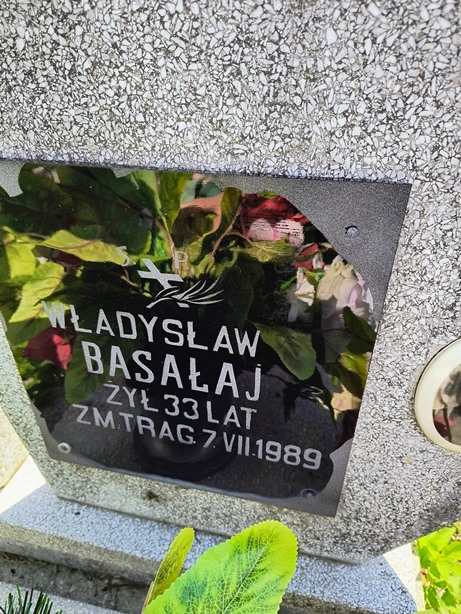 Ś P
WŁADYSŁAW
BASAŁAJ
ŻYŁ 33 LAT
ZM. TRAG. 7.VII.1989